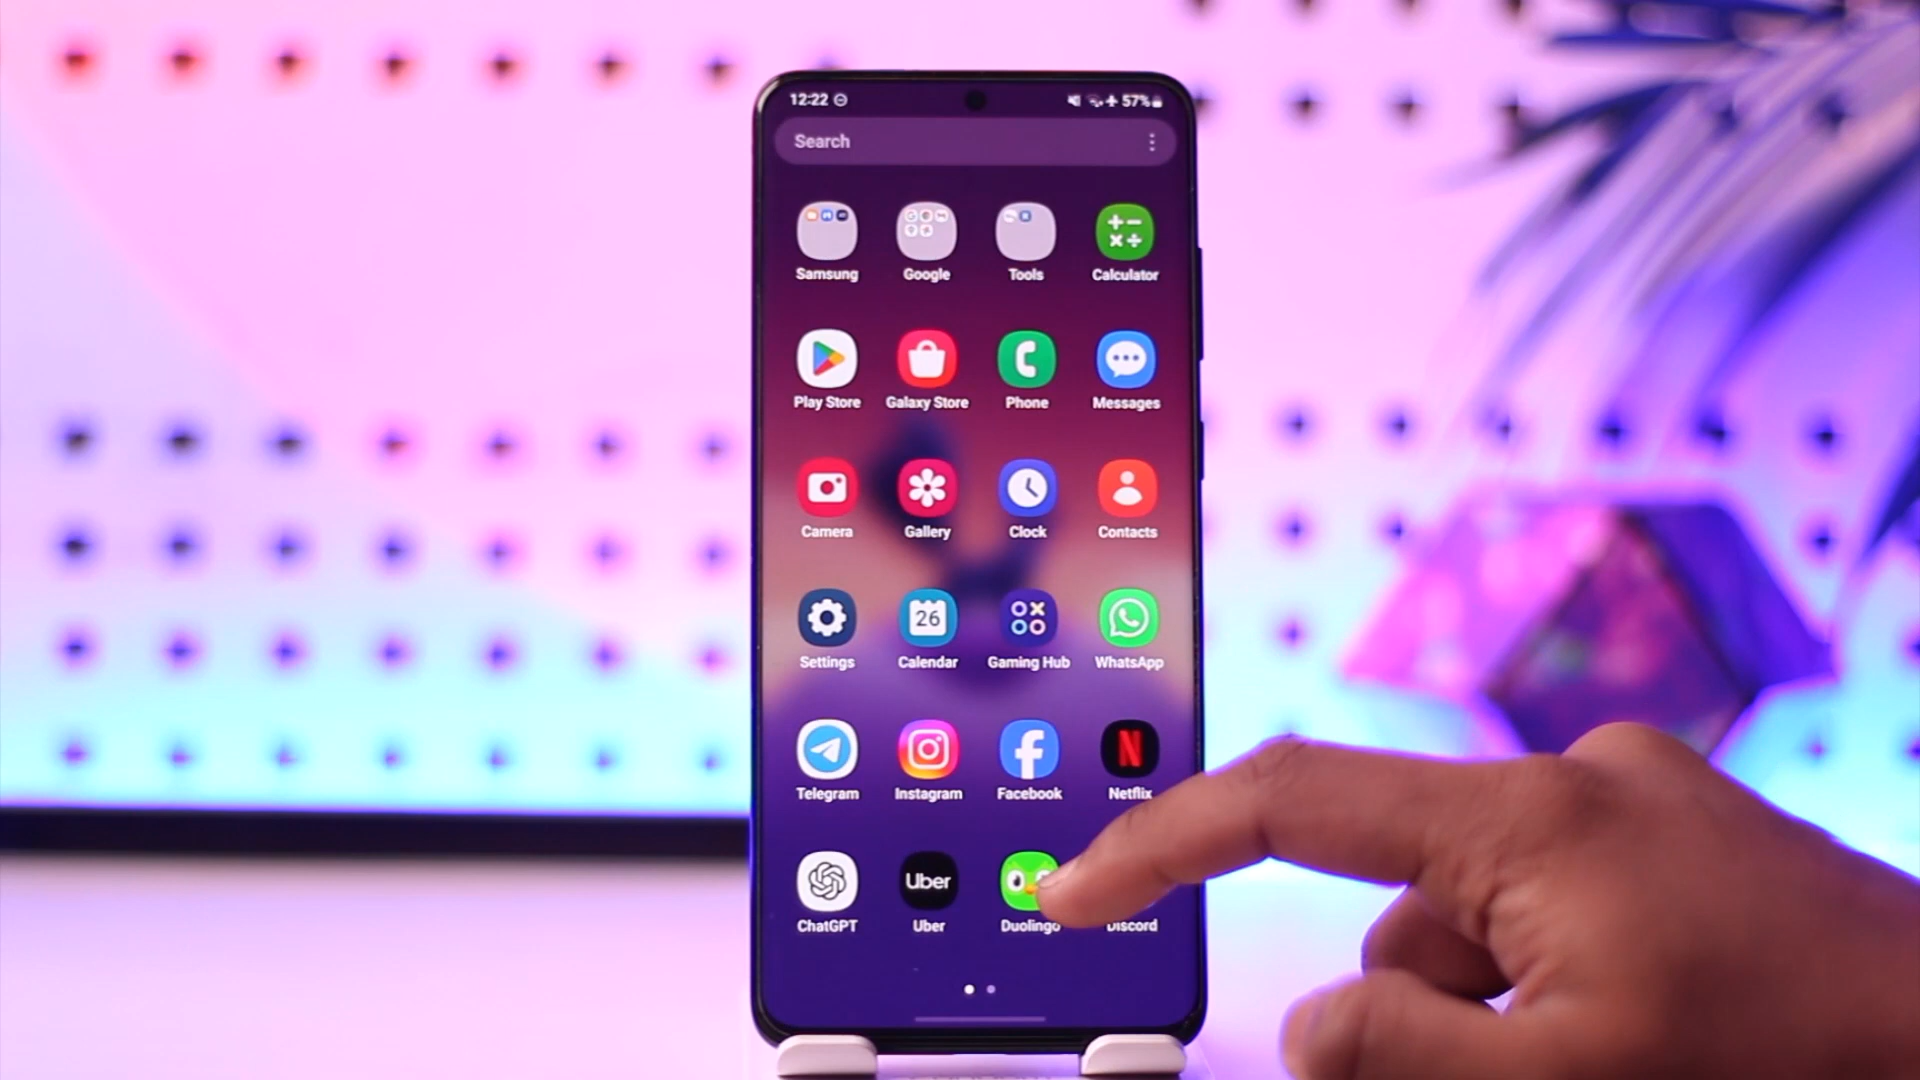 12:22 57%
Search
Samsung Google Tools Calculator
Play Store Galaxy Store Phone Messages
Camera Gallery Clock Contacts
26
Settings Calendar Gaming Hub WhatsApp
N
Telegram Instagram Facebook Netflix
Uber
ChatGPT Uber Duolingo Discord